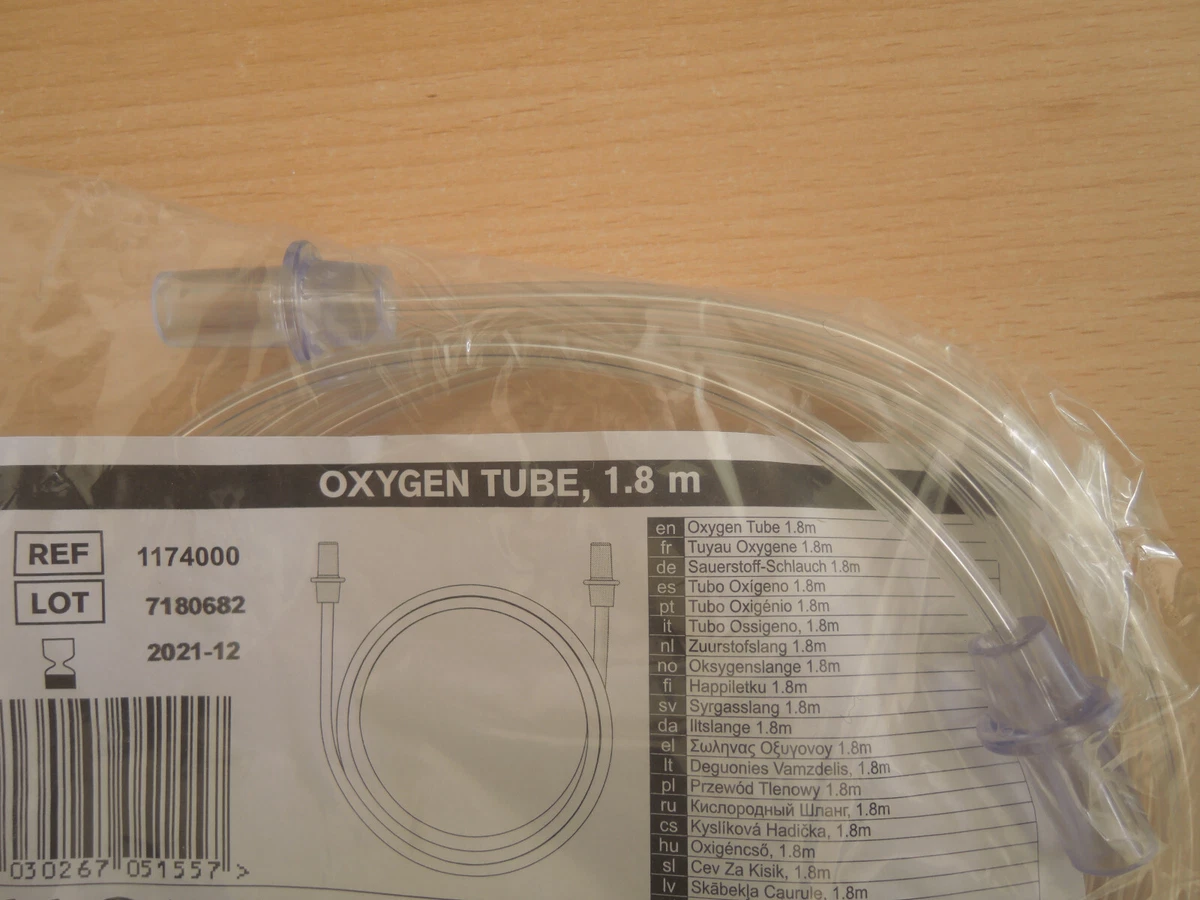 OXYGEN TUBE, 1.8 m
REF 1174000
LOT 7180682
2021-12
030267 051557 >
en Oxygen Tube 1.8m
fr Tuyau Oxygene 1.8m
de Sauerstoff-Schlauch 1.8m
es Tubo Oxígeno 1.8m
pt Tubo Oxigénio 1.8m
it Tubo Ossigeno, 1.8m
nl Zuurstofslang 1.8m
no Oksygenslange 1.8m
fi Happiletku 1.8m
sv Syrgasslang 1.8m
da Iltslange 1.8m
el Σωληνας Οξυγονου 1.8m
lt Deguonies Vamzdelis, 1.8m
pl Przewód Tlenowy 1.8m
ru Кислородный Шланг, 1.8m
cs Kyslíková Hadička, 1.8m
hu Oxigéncső, 1.8m
sl Cev Za Kisik, 1.8m
lv Skābekļa Caurule, 1.8m